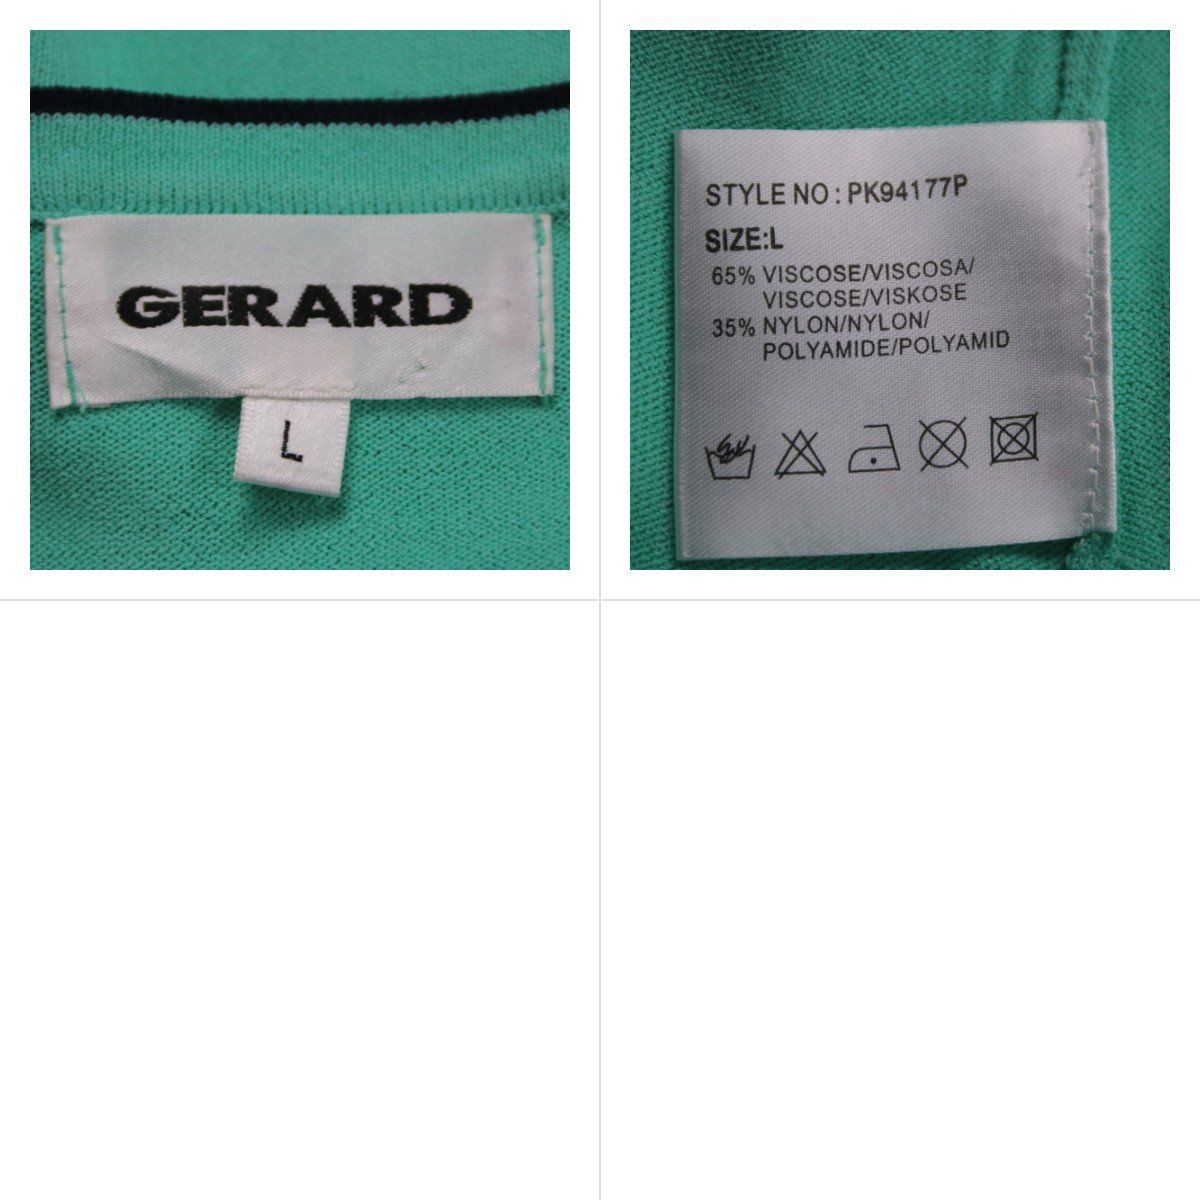 GERARD
L
STYLE NO : PK94177P
SIZE:L
65% VISCOSE/VISCOSA/
VISCOSE/VISKOSE
35% NYLON/NYLON/
POLYAMIDE/POLYAMID